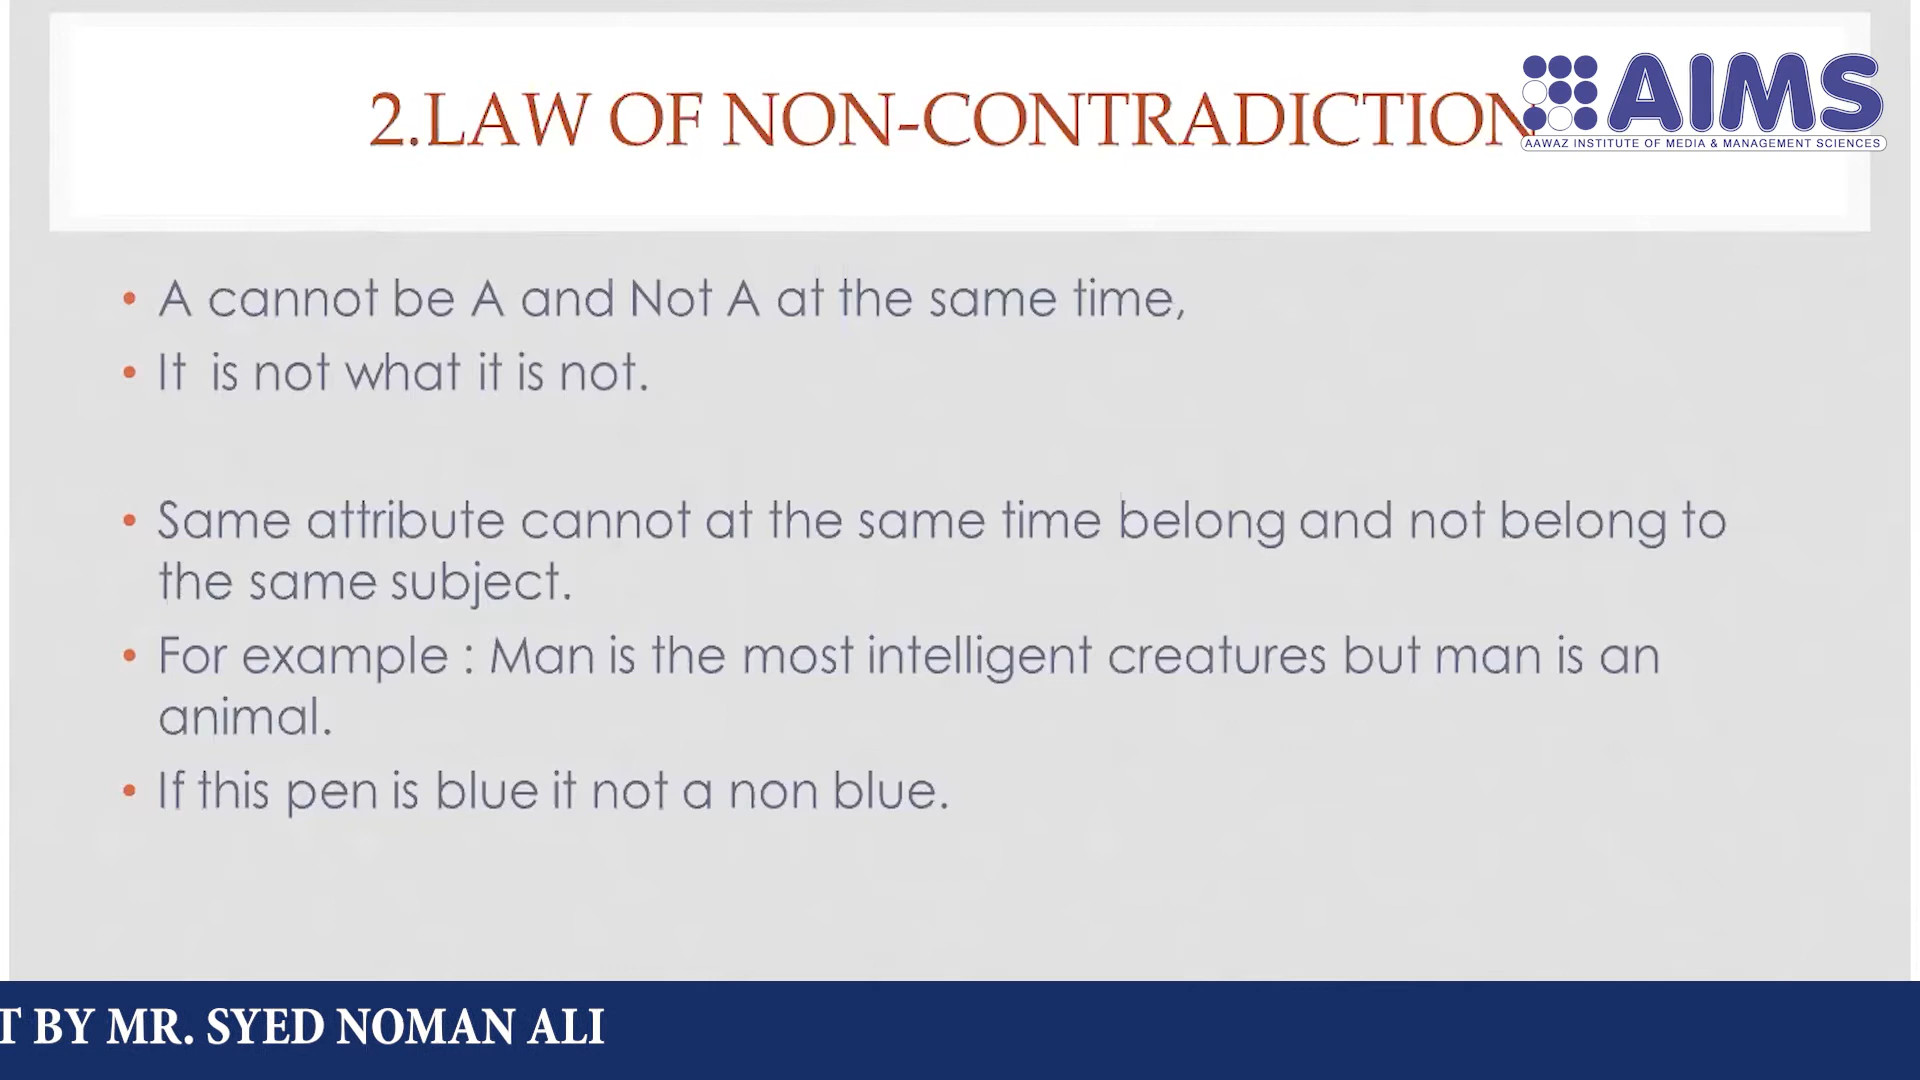 2.LAW OF NON-CONTRADICTION
AIMS
AAWAZ INSTITUTE OF MEDIA & MANAGEMENT SCIENCES
• A cannot be A and Not A at the same time,
• It is not what it is not.
• Same attribute cannot at the same time belong and not belong to
the same subject.
• For example : Man is the most intelligent creatures but man is an
animal.
• If this pen is blue it not a non blue.
T BY MR. SYED NOMAN ALI